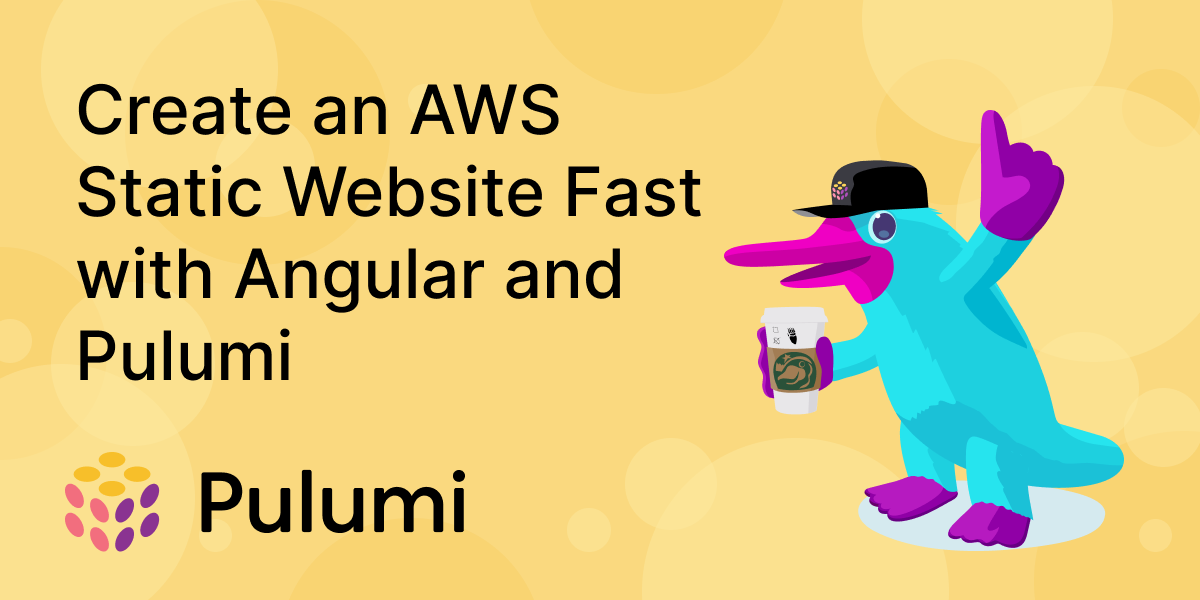 Create an AWS
Static Website Fast
with Angular and
Pulumi
Pulumi